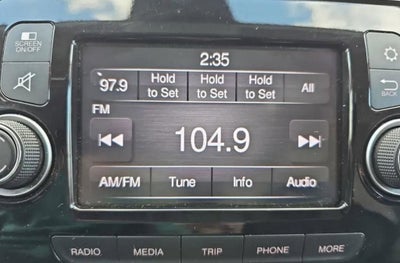 SCREEN
ON/OFF
2:35
97.9 Hold to Set Hold to Set Hold to Set All
BACK
FM
104.9
AM/FM Tune Info Audio
RADIO MEDIA TRIP PHONE MORE